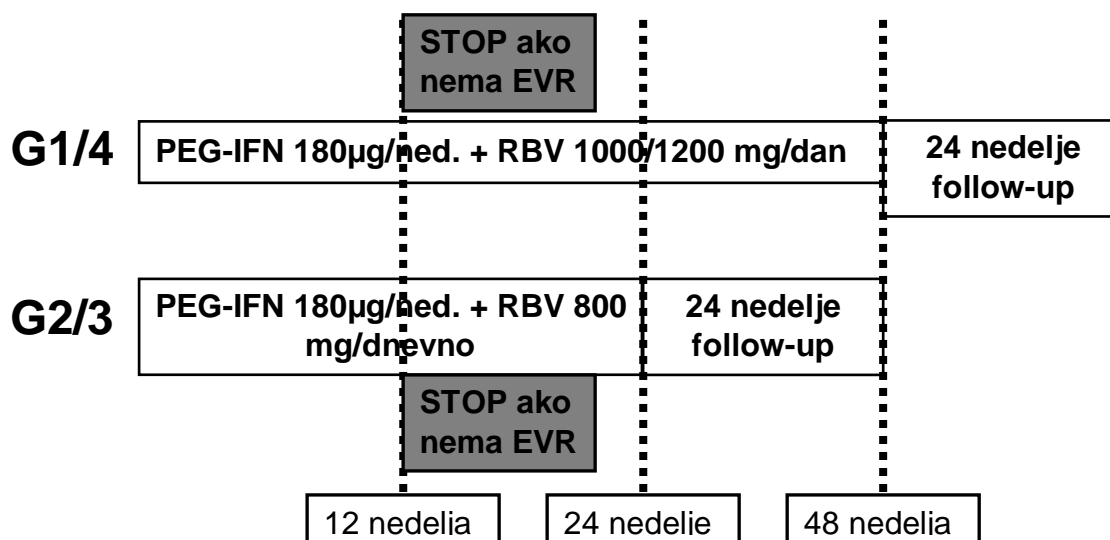 STOP ako
nema EVR
G1/4
PEG-IFN 180µg/ned. + RBV 1000/1200 mg/dan
24 nedelje
follow-up
G2/3
PEG-IFN 180µg/ned. + RBV 800
mg/dnevno
24 nedelje
follow-up
STOP ako
nema EVR
12 nedelja
24 nedelje
48 nedelja